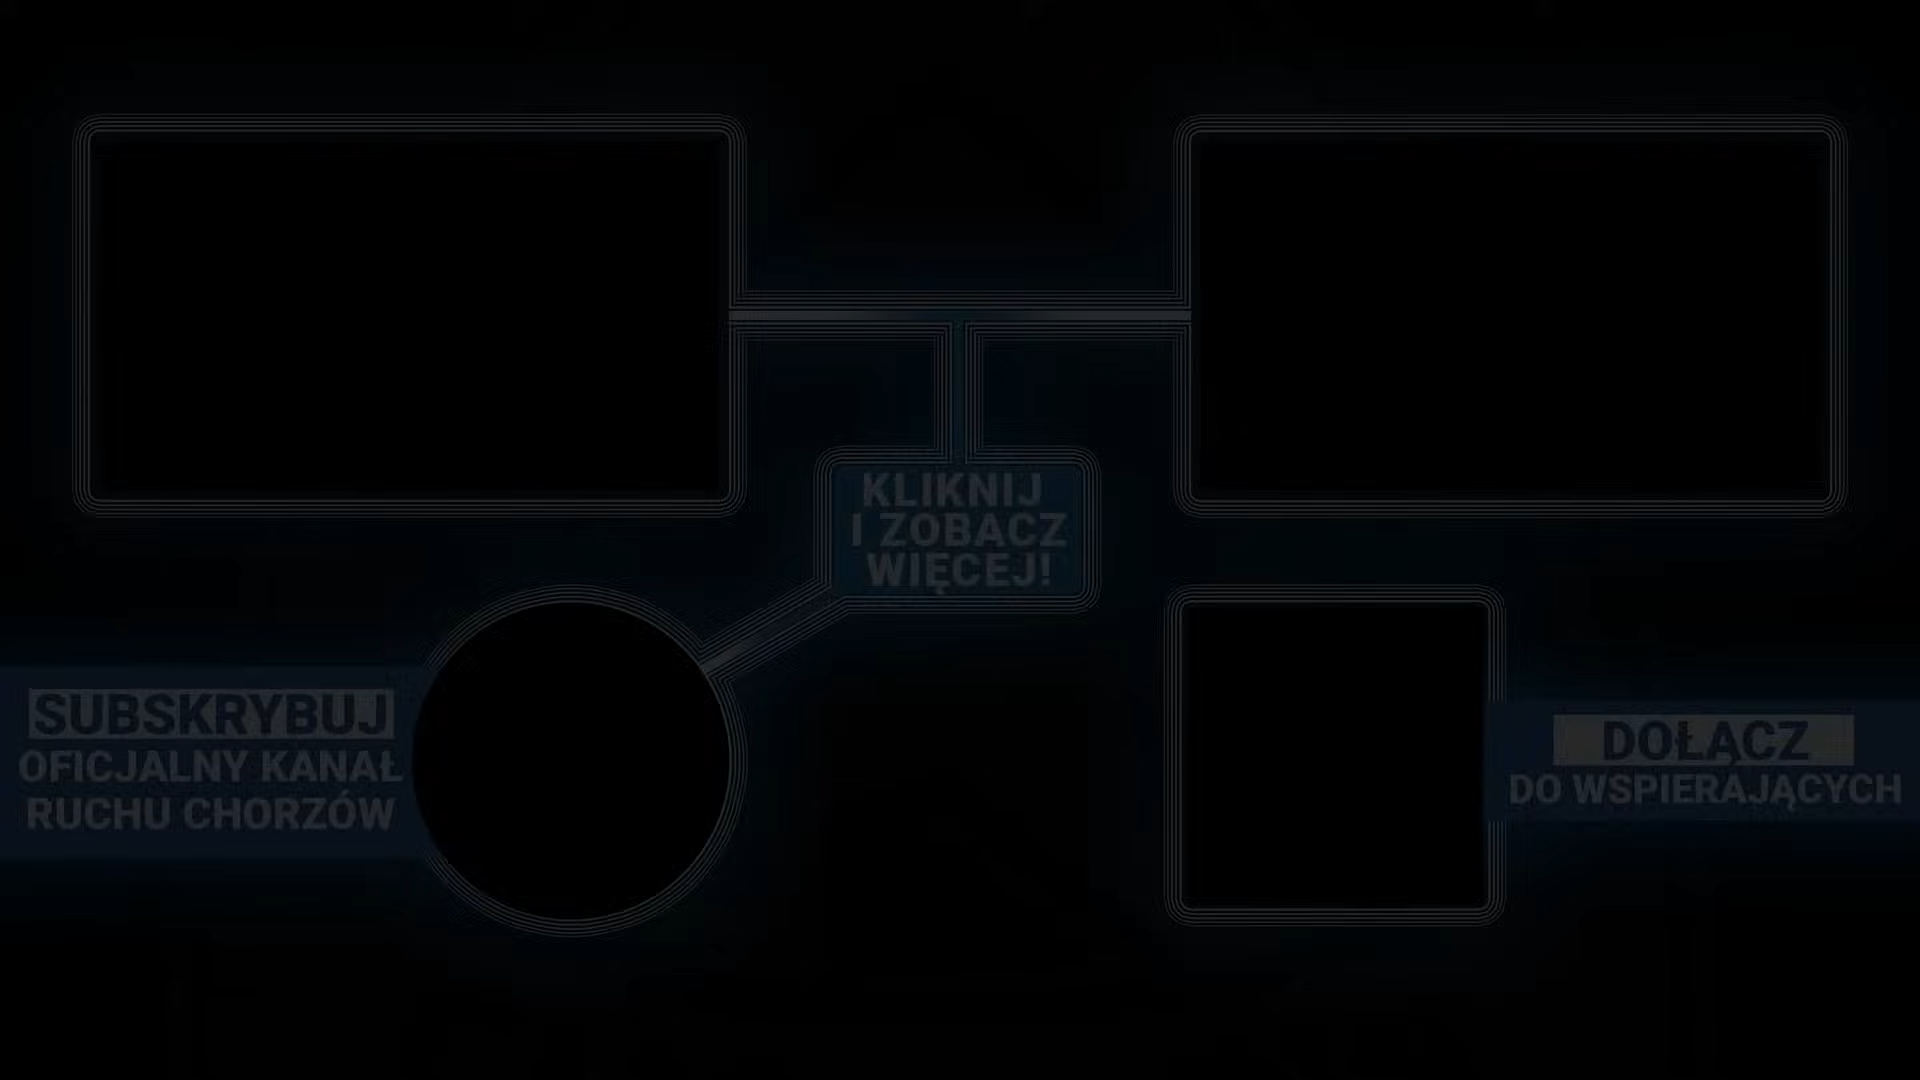 KLIKNIJ
I ZOBACZ
WIĘCEJ!
SUBSKRYBUJ
OFICJALNY KANAŁ
RUCHU CHORZÓW
DOŁĄCZ
DO WSPIERAJĄCYCH